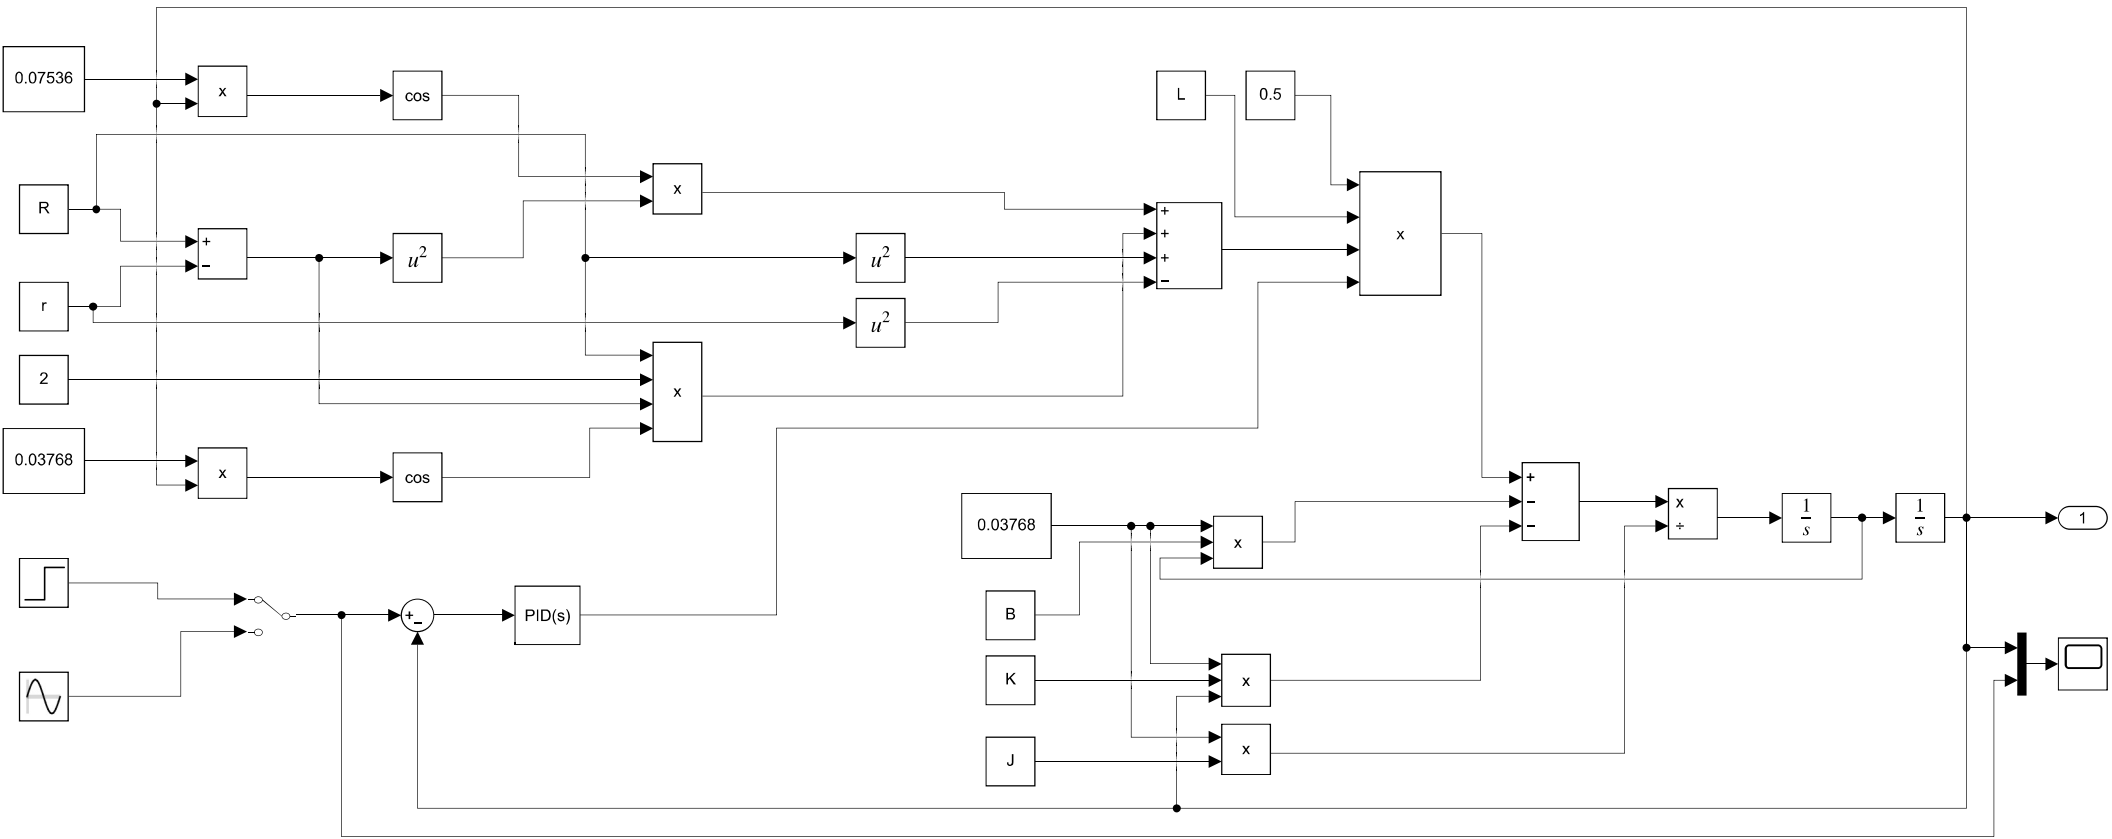 0.07536
x
cos
L
0.5
R
x
+
−
u²
u²
+
+
+
−
x
r
u²
2
x
0.03768
x
cos
0.03768
x
+
−
−
x
÷
1
s
1
s
1
+
−
PID(s)
B
K
x
J
x